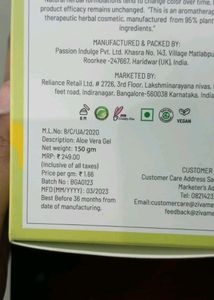 Natural herbal formulations tend to change color over time.
product efficacy remains unchanged. "This is an aromatherap
therapeutic herbal cosmetic, manufactured from 95% plant
ingredients."
MANUFACTURED & PACKED BY:
Passion Indulge Pvt. Ltd. Khasra No. 143, Village Matlabpu
Roorkee -247667, Haridwar (UK). India.
MARKETED BY:
Reliance Retail Ltd, # 2726, 3rd Floor, Lakshminarayana nivas,
feet road, Indiranagar, Bangalore-560038 Karnataka, India
VEGAN
M.L No: 8/C/UA/2020
Description: Aloe Vera Gel
Net weight: 150 gm
MRP: ₹ 249.00
(Inclusive of all taxes)
Price per gm: ₹ 1.66
Batch No: BGA0123
MFD (MM/YYYY): 03/2023
Best Before 36 months from
date of manufacturing.
CUSTOMER
Customer Care Address Sa
Marketer's A
Tel: 0821423
Email:customercare@zivame
feedback@zivam